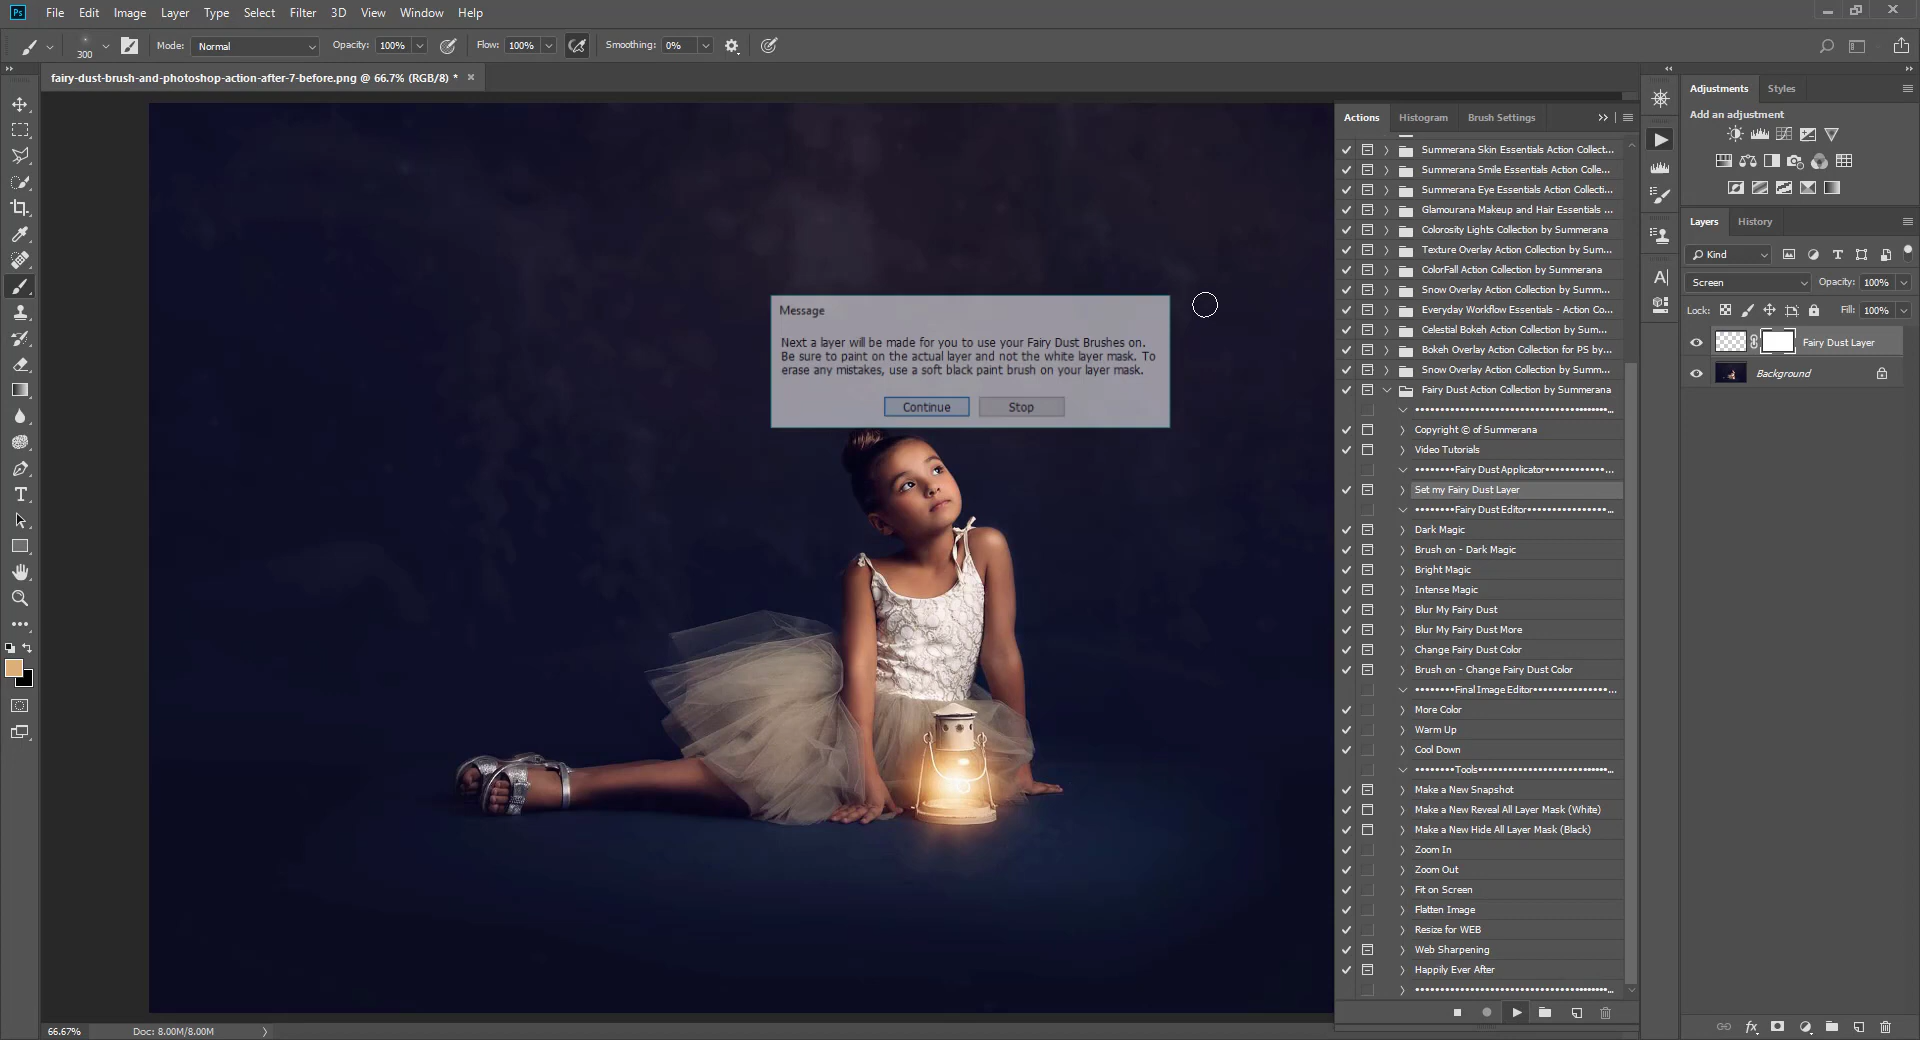 Ps File Edit Image Layer Type Select Filter 3D View Window Help
300 Mode: Normal Opacity: 100% Flow: 100% Smoothing: 0%
fairy-dust-brush-and-photoshop-action-after-7-before.png @ 66.7% (RGB/8) *
Message
Next a layer will be made for you to use your Fairy Dust Brushes on.
Be sure to paint on the actual layer and not the white layer mask. To
erase any mistakes, use a soft black paint brush on your layer mask.
Continue Stop
Actions Histogram Brush Settings
Summerana Skin Essentials Action Collect...
Summerana Smile Essentials Action Colle...
Summerana Eye Essentials Action Collecti...
Glamourana Makeup and Hair Essentials ...
Colorosity Lights Collection by Summerana
Texture Overlay Action Collection by Sum...
ColorFall Action Collection by Summerana
Snow Overlay Action Collection by Summ...
Everyday Workflow Essentials - Action Co...
Celestial Bokeh Action Collection by Sum...
Bokeh Overlay Action Collection for PS by...
Snow Overlay Action Collection by Summ...
Fairy Dust Action Collection by Summerana
Copyright © of Summerana
Video Tutorials
••••••••Fairy Dust Applicator••••••••••••...
Set my Fairy Dust Layer
••••••••Fairy Dust Editor•••••••••••••••••...
Dark Magic
Brush on - Dark Magic
Bright Magic
Intense Magic
Blur My Fairy Dust
Blur My Fairy Dust More
Change Fairy Dust Color
Brush on - Change Fairy Dust Color
••••••••Final Image Editor•••••••••••••••...
More Color
Warm Up
Cool Down
••••••••Tools••••••••••••••••••••••••••...
Make a New Snapshot
Make a New Reveal All Layer Mask (White)
Make a New Hide All Layer Mask (Black)
Zoom In
Zoom Out
Fit on Screen
Flatten Image
Resize for WEB
Web Sharpening
Happily Ever After
Adjustments Styles
Add an adjustment
Layers History
Kind
Screen Opacity: 100%
Lock: Fill: 100%
Fairy Dust Layer
Background
66.67% Doc: 8.00M/8.00M